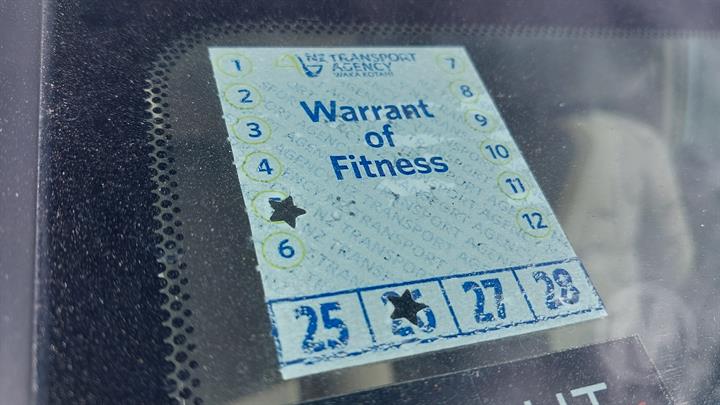 NZ TRANSPORT
AGENCY
WAKA KOTAHI
Warrant
of
Fitness
1
2
3
4
5
6
7
8
9
10
11
12
25
26
27
28